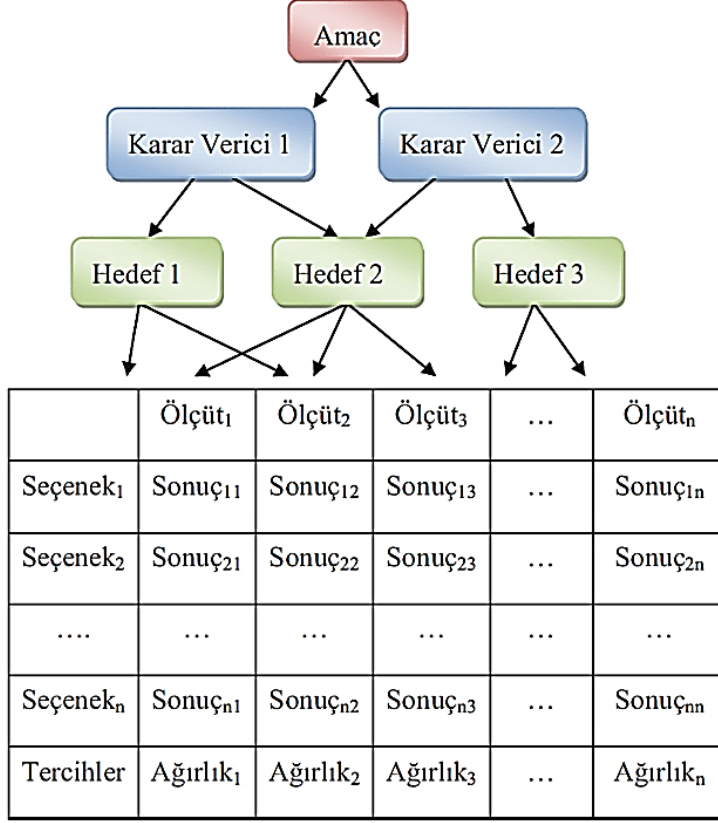 Amaç
Karar Verici 1 Karar Verici 2
Hedef 1 Hedef 2 Hedef 3
Ölçüt₁ Ölçüt₂ Ölçüt₃ … Ölçütₙ
Seçenek₁ Sonuç₁₁ Sonuç₁₂ Sonuç₁₃ … Sonuç₁ₙ
Seçenek₂ Sonuç₂₁ Sonuç₂₂ Sonuç₂₃ … Sonuç₂ₙ
…. … … … … …
Seçenekₙ Sonuçₙ₁ Sonuçₙ₂ Sonuçₙ₃ … Sonuçₙₙ
Tercihler Ağırlık₁ Ağırlık₂ Ağırlık₃ … Ağırlıkₙ